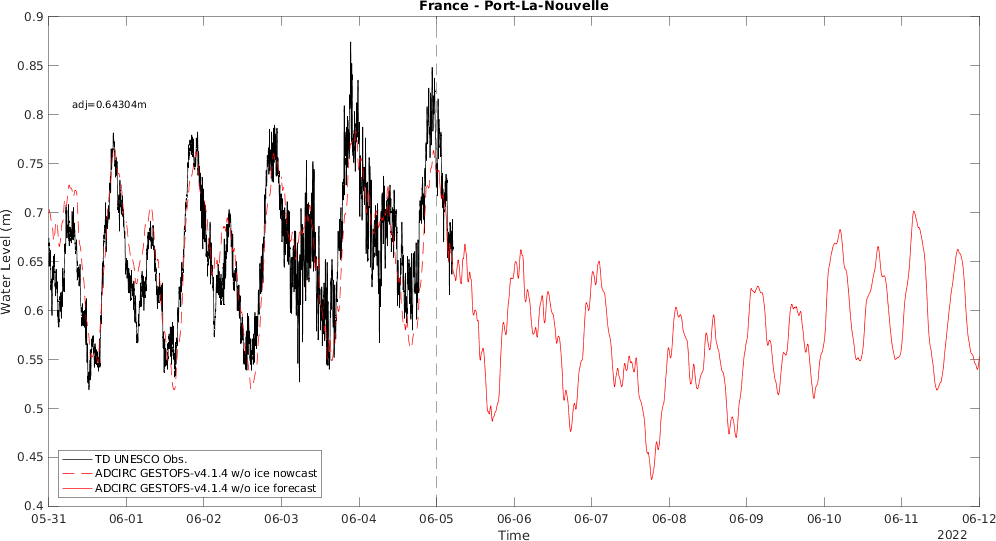 France - Port-La-Nouvelle
0.9
0.85
0.8
0.75
0.7
0.65
0.6
0.55
0.5
0.45
0.4
Water Level (m)
adj=0.64304m
TD UNESCO Obs.
ADCIRC GESTOFS-v4.1.4 w/o ice nowcast
ADCIRC GESTOFS-v4.1.4 w/o ice forecast
05-31 06-01 06-02 06-03 06-04 06-05 06-06 06-07 06-08 06-09 06-10 06-11 06-12
Time
2022